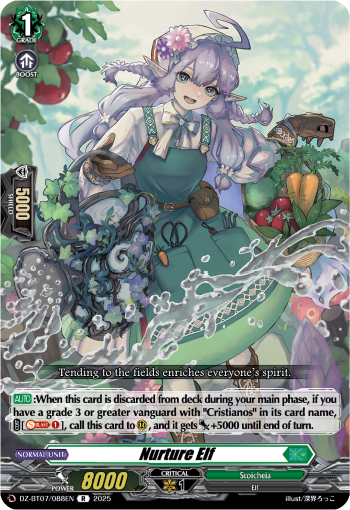 1
GRADE
BOOST
5000
SHIELD
Tending to the fields enriches everyone's spirit.
AUTO :When this card is discarded from deck during your main phase, if you
have a grade 3 or greater vanguard with "Cristianos" in its card name,
call this card to , and it gets +5000 until end of turn.
NORMAL UNIT
Nurture Elf
POWER
8000
CRITICAL
1
Stoicheia
Elf
D
DZ-BT07/088EN R 2025
illust/深界ろっこ